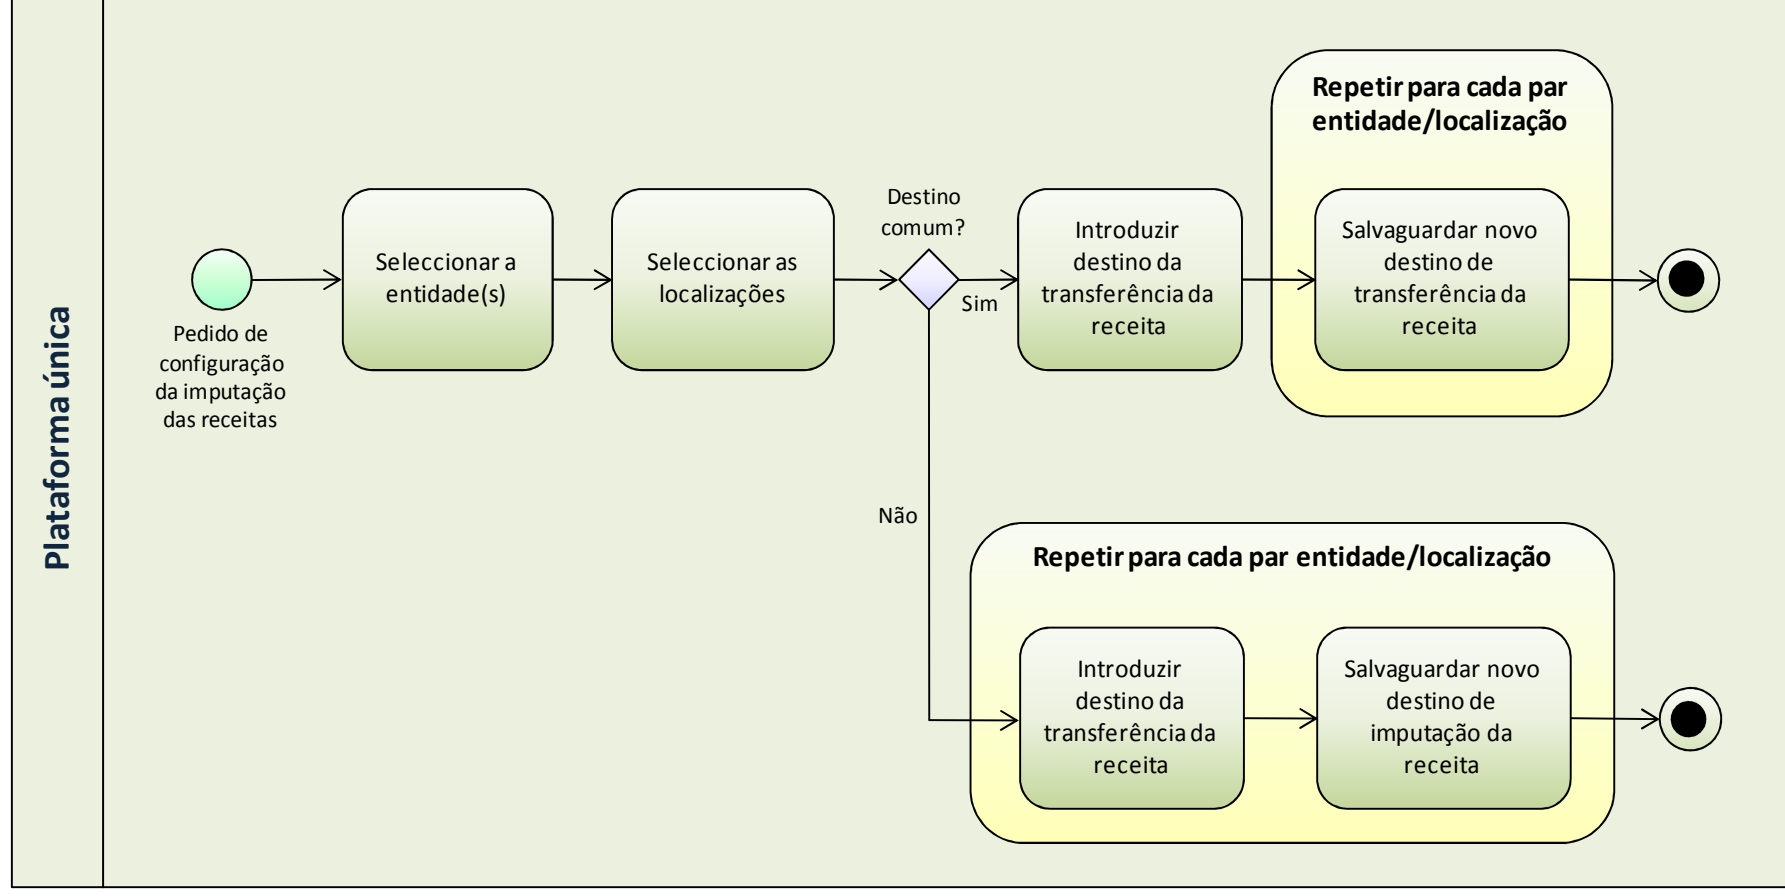 Plataforma única
Pedido de
configuração
da imputação
das receitas
Seleccionar a
entidade(s)
Seleccionar as
localizações
Destino
comum?
Sim
Não
Introduzir
destino da
transferência da
receita
Repetir para cada par
entidade/localização
Salvaguardar novo
destino de
transferência da
receita
Repetir para cada par entidade/localização
Introduzir
destino da
transferência da
receita
Salvaguardar novo
destino de
imputação da
receita